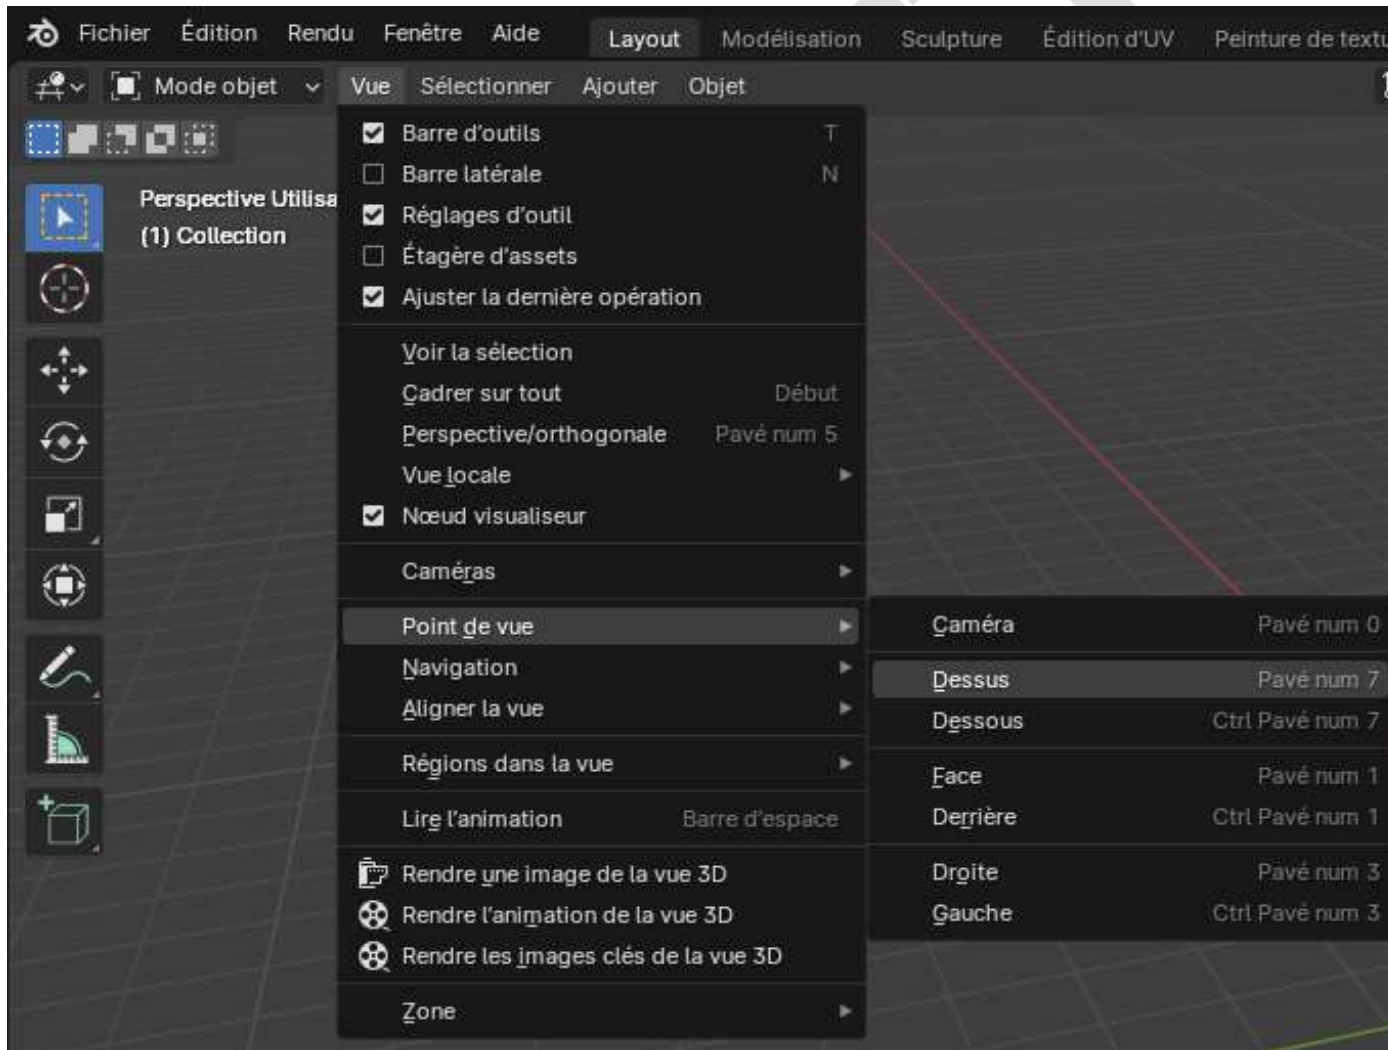 Fichier Édition Rendu Fenêtre Aide Layout Modélisation Sculpture Édition d'UV Peinture de textu
Mode objet Vue Sélectionner Ajouter Objet
Perspective Utilisa
(1) Collection
Barre d'outils T
Barre latérale N
Réglages d'outil
Étagère d'assets
Ajuster la dernière opération
Voir la sélection
Cadrer sur tout Début
Perspective/orthogonale Pavé num 5
Vue locale
Nœud visualiseur
Caméras
Point de vue
Navigation
Aligner la vue
Régions dans la vue
Lire l'animation Barre d'espace
Rendre une image de la vue 3D
Rendre l'animation de la vue 3D
Rendre les images clés de la vue 3D
Zone
Caméra Pavé num 0
Dessus Pavé num 7
Dessous Ctrl Pavé num 7
Face Pavé num 1
Derrière Ctrl Pavé num 1
Droite Pavé num 3
Gauche Ctrl Pavé num 3